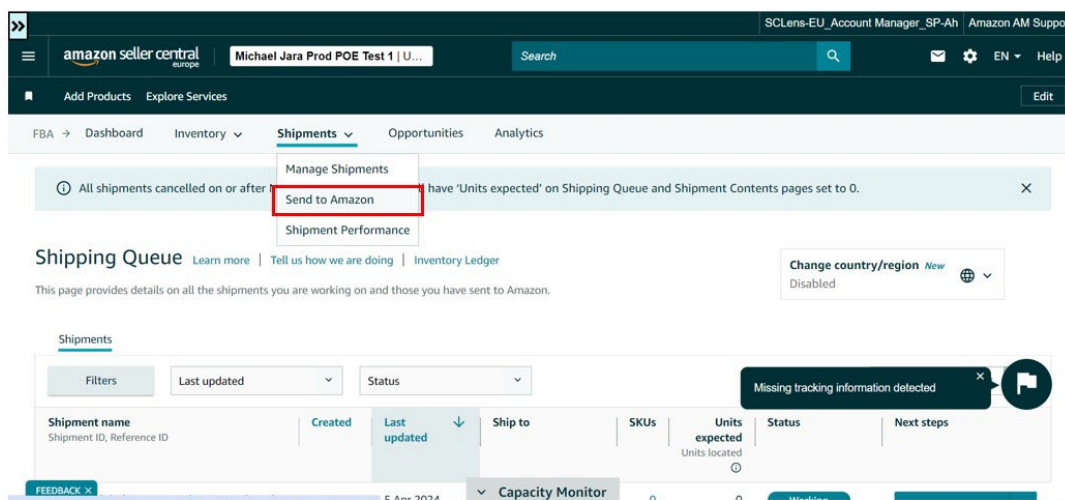 SCLens-EU_Account Manager_SP-Ah Amazon AM Suppo
amazon seller central
europe
Michael Jara Prod POE Test 1 | U...
Search
EN
Help
Add Products Explore Services
Edit
FBA → Dashboard Inventory Shipments Opportunities Analytics
Manage Shipments
Send to Amazon
Shipment Performance
All shipments cancelled on or after have 'Units expected' on Shipping Queue and Shipment Contents pages set to 0.
Shipping Queue Learn more | Tell us how we are doing | Inventory Ledger
This page provides details on all the shipments you are working on and those you have sent to Amazon.
Change country/region New
Disabled
Shipments
Filters
Last updated
Status
Missing tracking information detected
Shipment name
Shipment ID, Reference ID
Created
Last updated
Ship to
SKUs
Units expected
Units located
Status
Next steps
FEEDBACK X
5 Apr 2024
Capacity Monitor
0
0
Working